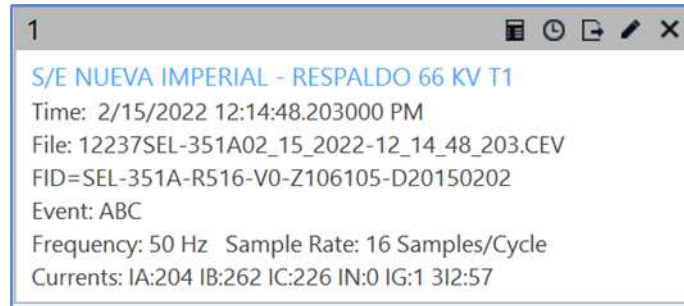 1
S/E NUEVA IMPERIAL - RESPALDO 66 KV T1
Time: 2/15/2022 12:14:48.203000 PM
File: 12237SEL-351A02_15_2022-12_14_48_203.CEV
FID=SEL-351A-R516-V0-Z106105-D20150202
Event: ABC
Frequency: 50 Hz Sample Rate: 16 Samples/Cycle
Currents: IA:204 IB:262 IC:226 IN:0 IG:1 3I2:57